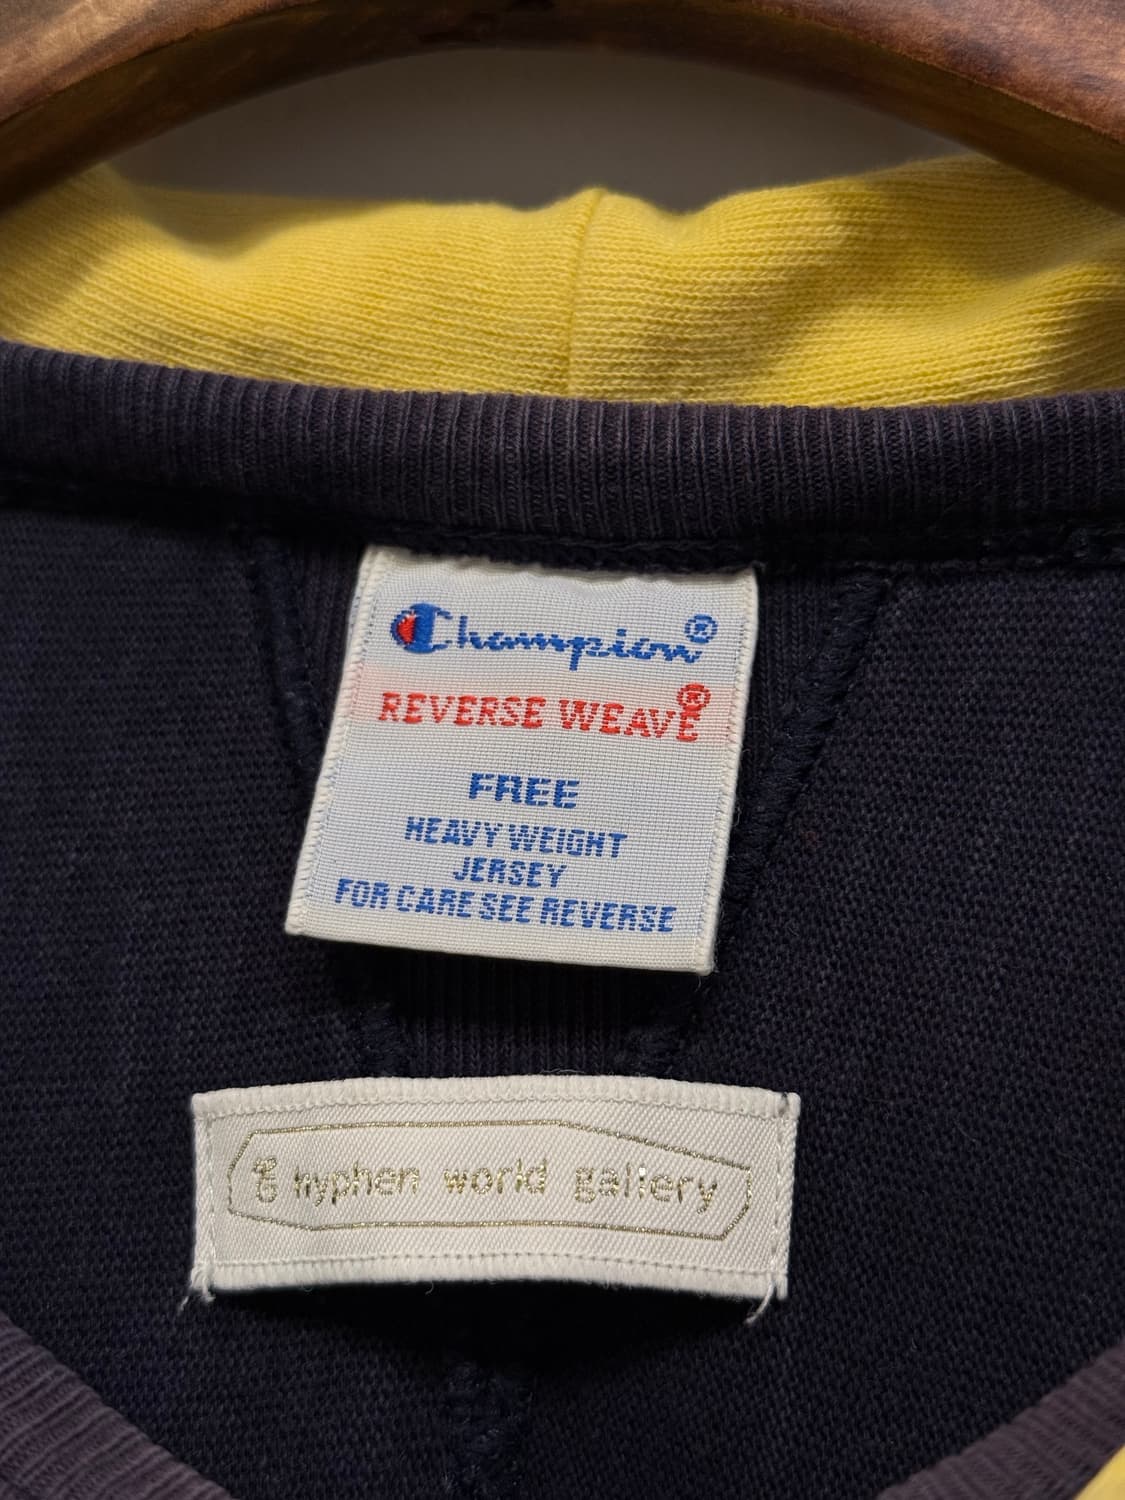 Champion®
REVERSE WEAVE®
FREE
HEAVY WEIGHT
JERSEY
FOR CARE SEE REVERSE
hyphen world gallery